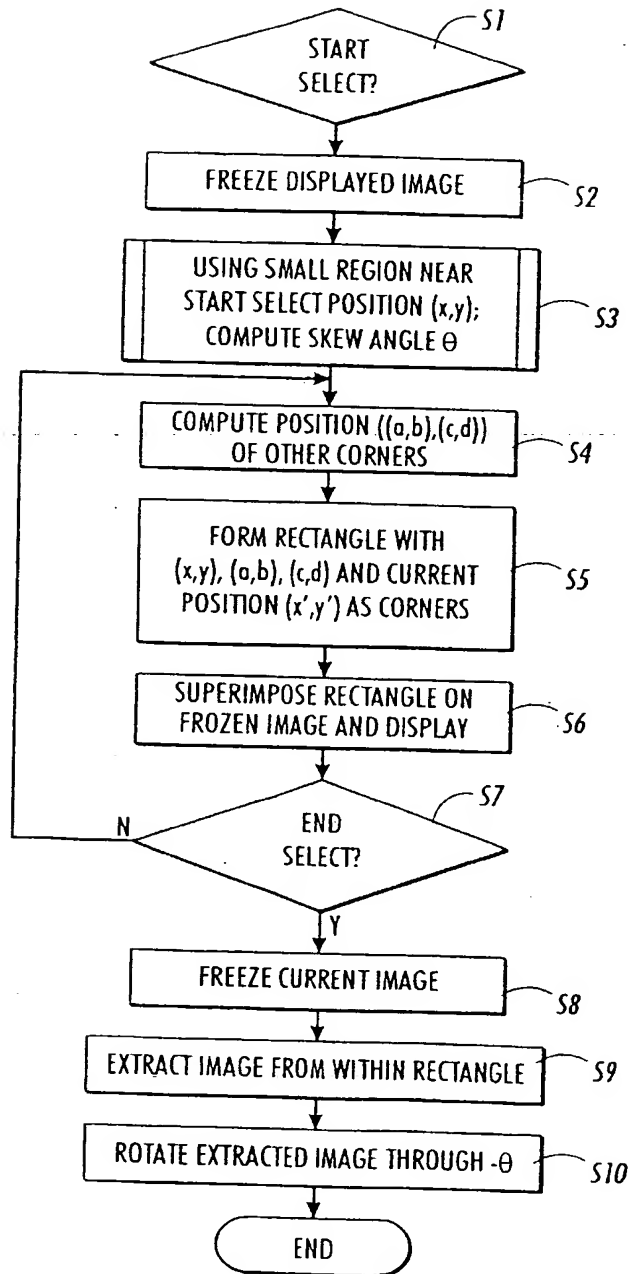 S1
START
SELECT?
FREEZE DISPLAYED IMAGE
S2
USING SMALL REGION NEAR
START SELECT POSITION (x,y);
COMPUTE SKEW ANGLE θ
S3
COMPUTE POSITION ((a,b),(c,d))
OF OTHER CORNERS
S4
FORM RECTANGLE WITH
(x,y), (a,b), (c,d) AND CURRENT
POSITION (x',y') AS CORNERS
S5
SUPERIMPOSE RECTANGLE ON
FROZEN IMAGE AND DISPLAY
S6
S7
N
END
SELECT?
Y
FREEZE CURRENT IMAGE
S8
EXTRACT IMAGE FROM WITHIN RECTANGLE
S9
ROTATE EXTRACTED IMAGE THROUGH -θ
S10
END